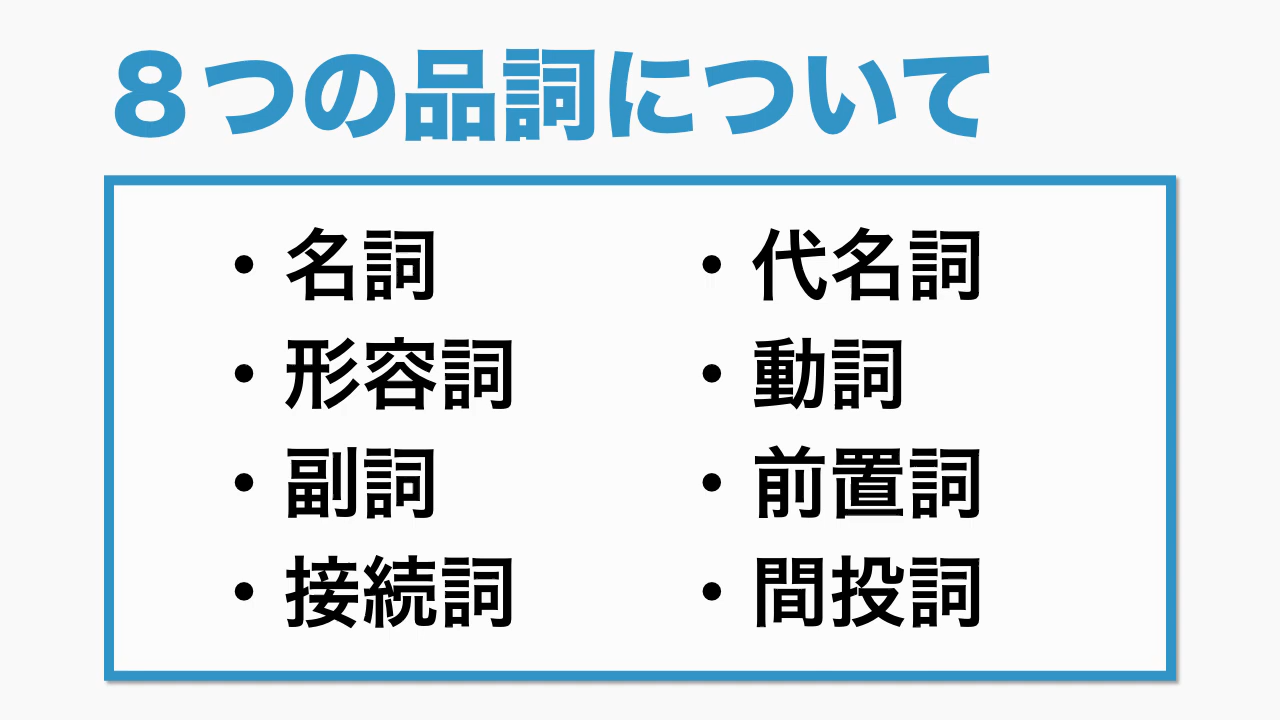 ８つの品詞について
・名詞
・代名詞
・形容詞
・動詞
・副詞
・前置詞
・接続詞
・間投詞